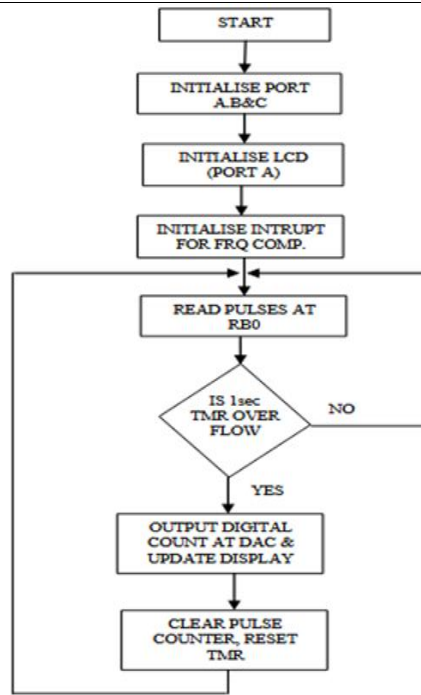 START
INITIALISE PORT
A.B&C
INITIALISE LCD
(PORT A)
INITIALISE INTRUPT
FOR FRQ COMP.
READ PULSES AT
RB0
IS 1sec
TMR OVER
FLOW
NO
YES
OUTPUT DIGITAL
COUNT AT DAC &
UPDATE DISPLAY
CLEAR PULSE
COUNTER, RESET
TMR